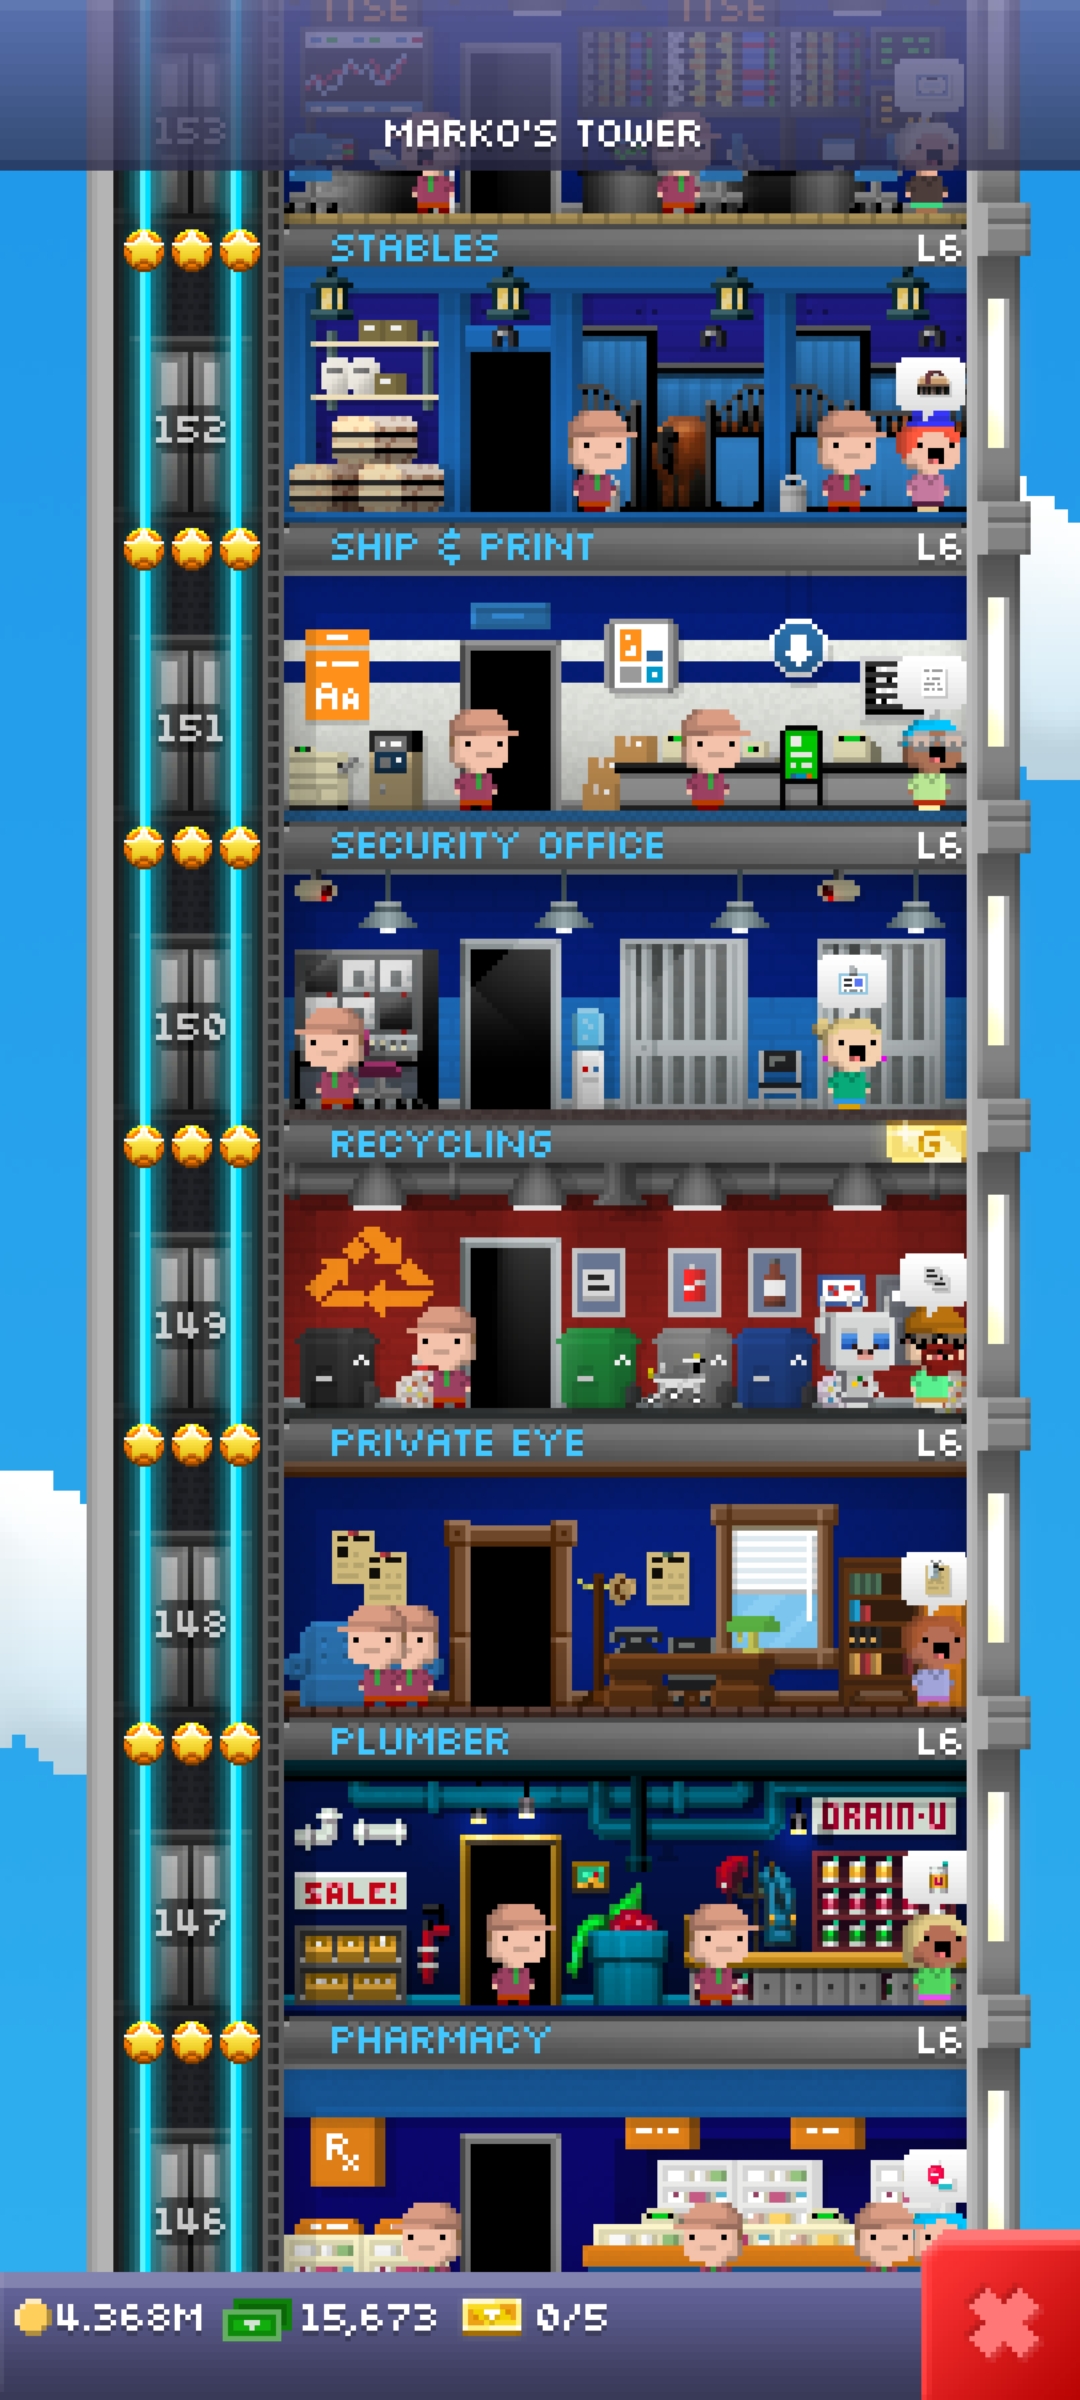 153
MARKO'S TOWER
STABLES L6
152
SHIP & PRINT L6
Aa
151
SECURITY OFFICE L6
150
RECYCLING G
149
PRIVATE EYE L6
148
PLUMBER L6
DRAIN-U
SALE!
147
PHARMACY L6
Rx
146
4.368M 15,673 0/5